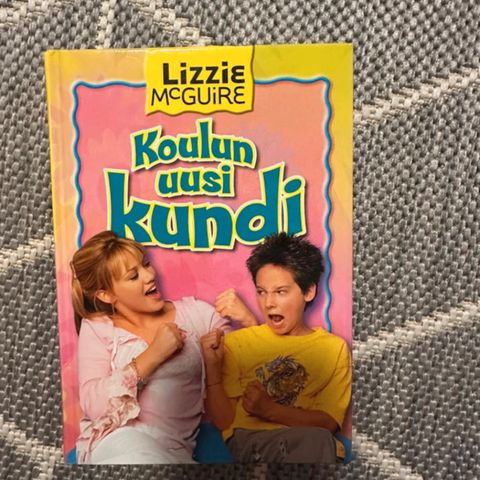 Lizzie
McGuire
Koulun
uusi
kundi